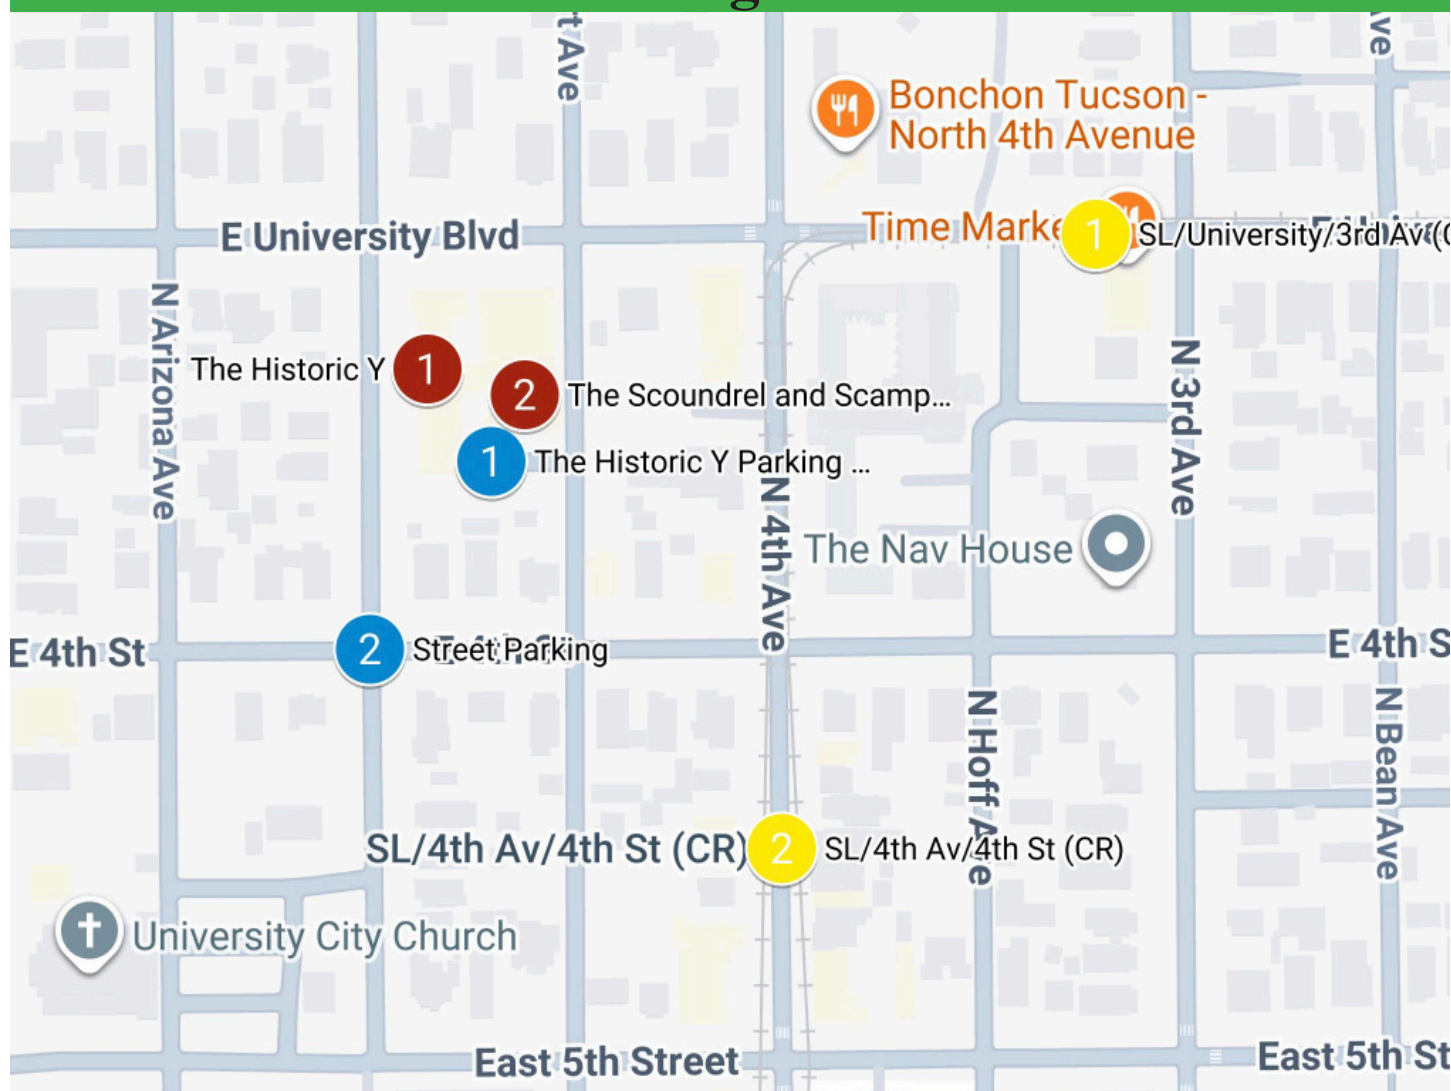 Bonchon Tucson -
North 4th Avenue
E University Blvd
Time Marke
1
SL/University/3rd Av (
N Arizona Ave
The Historic Y
1
2
The Scoundrel and Scamp...
N 3rd Ave
1
The Historic Y Parking ...
N 4th Ave
The Nav House
E 4th St
2
Street Parking
E 4th S
N Hoff Ave
N Bean Ave
SL/4th Av/4th St (CR)
2
SL/4th Av/4th St (CR)
University City Church
East 5th Street
East 5th St